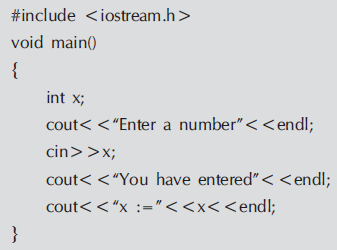 #include <iostream.h>
void main()
{
int x;
cout< <“Enter a number”< <endl;
cin> >x;
cout< <“You have entered”< <endl;
cout< <“x :=”< <x< <endl;
}